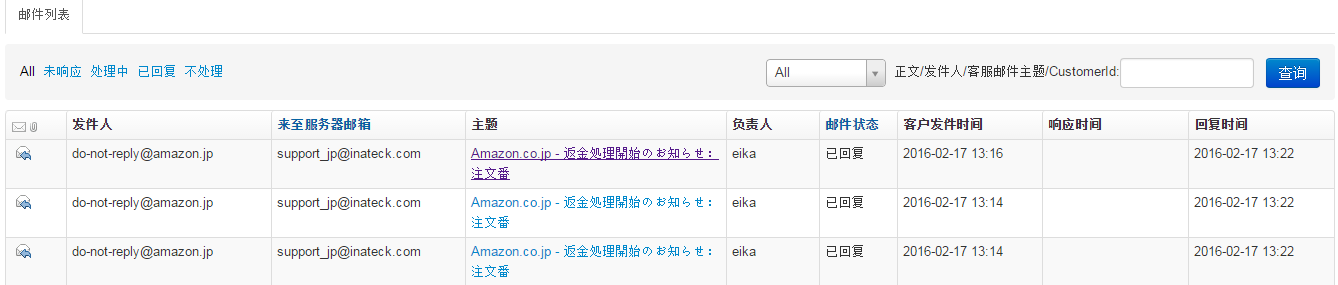 邮件列表
All 未响应 处理中 已回复 不处理 All 正文/发件人/客服邮件主题/CustomerId: 查询
发件人 来至服务器邮箱 主题 负责人 邮件状态 客户发件时间 响应时间 回复时间
do-not-reply@amazon.jp support_jp@inateck.com Amazon.co.jp - 返金処理開始のお知らせ： eika 已回复 2016-02-17 13:16 2016-02-17 13:22
注文番
do-not-reply@amazon.jp support_jp@inateck.com Amazon.co.jp - 返金処理開始のお知らせ： eika 已回复 2016-02-17 13:14 2016-02-17 13:22
注文番
do-not-reply@amazon.jp support_jp@inateck.com Amazon.co.jp - 返金処理開始のお知らせ： eika 已回复 2016-02-17 13:14 2016-02-17 13:22
注文番